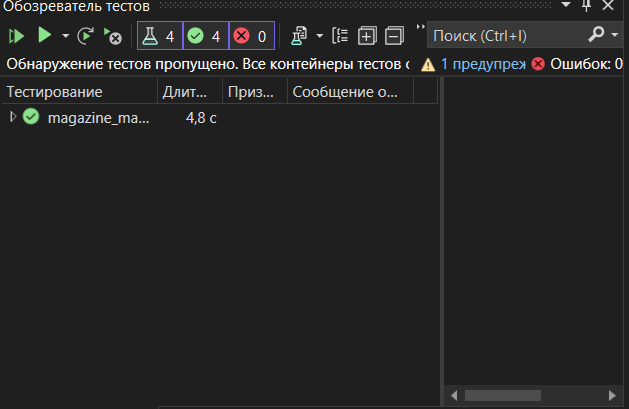 Обозреватель тестов
4 4 0 Поиск (Ctrl+I)
Обнаружение тестов пропущено. Все контейнеры тестов 1 предупреж Ошибок: 0
Тестирование Длит... Приз... Сообщение о...
magazine_ma... 4,8 с